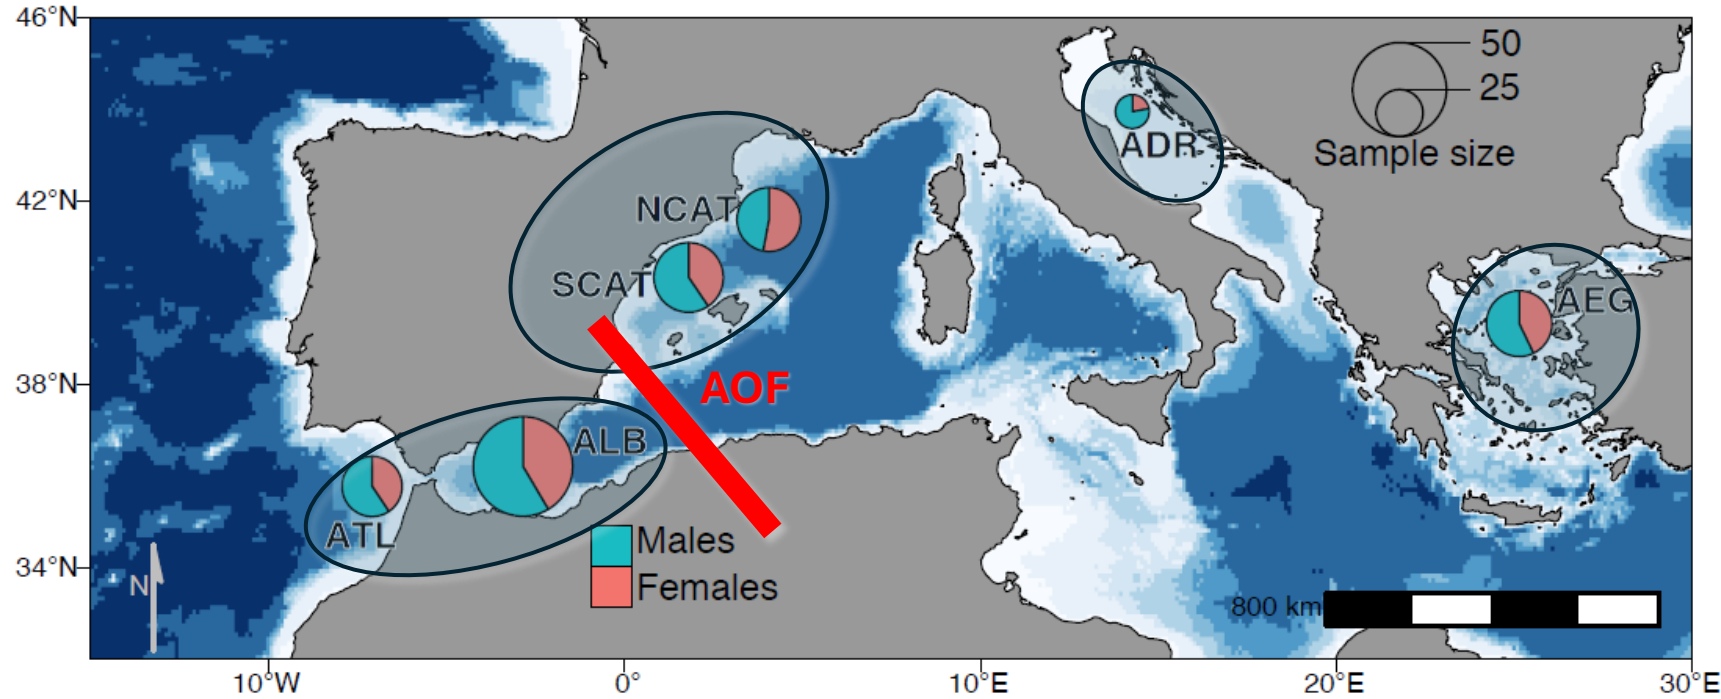 46°N
50
25
Sample size
ADR
42°N
NCAT
SCAT
AEG
38°N
AOF
ALB
ATL
Males
Females
34°N
N
800 km
10°W
0°
10°E
20°E
30°E